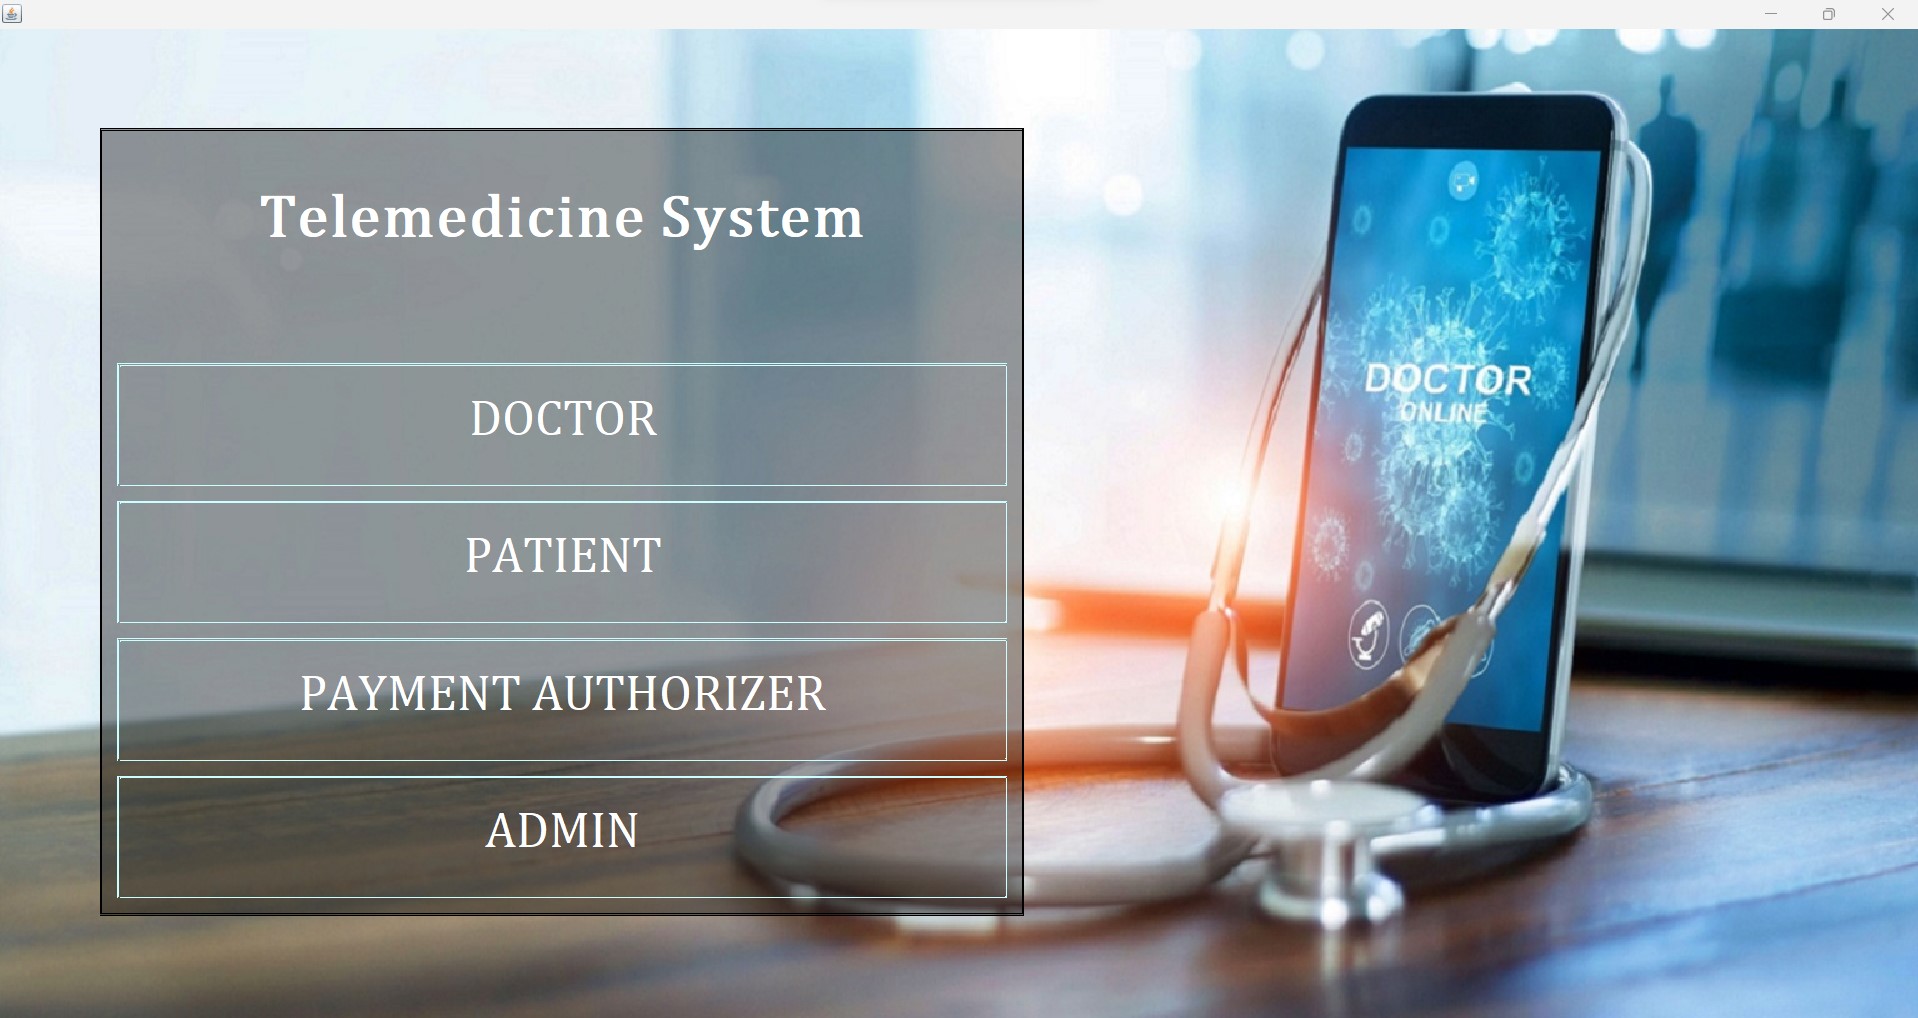 Telemedicine System
DOCTOR
PATIENT
PAYMENT AUTHORIZER
ADMIN
DOCTOR
ONLINE